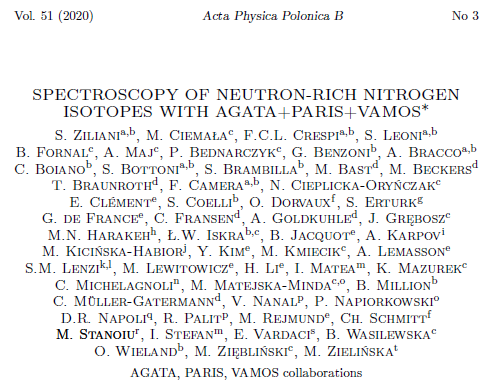 Vol. 51 (2020) Acta Physica Polonica B No 3
SPECTROSCOPY OF NEUTRON-RICH NITROGEN
ISOTOPES WITH AGATA+PARIS+VAMOS*
S. Ziliani^a,b, M. Ciemała^c, F.C.L. Crespi^a,b, S. Leoni^a,b
B. Fornal^c, A. Maj^c, P. Bednarczyk^c, G. Benzoni^b, A. Bracco^a,b
C. Boiano^b, S. Bottoni^a,b, S. Brambilla^b, M. Bast^d, M. Beckers^d
T. Braunroth^d, F. Camera^a,b, N. Cieplicka-Oryńczak^c
E. Clément^e, S. Coelli^b, O. Dorvaux^f, S. Erturk^g
G. de France^e, C. Fransen^d, A. Goldkuhle^d, J. Grębosz^c
M.N. Harakeh^h, Ł.W. Iskra^b,c, B. Jacquot^e, A. Karpov^i
M. Kicińska-Habior^j, Y. Kim^e, M. Kmiecik^c, A. Lemasson^e
S.M. Lenzi^k,l, M. Lewitowicz^e, H. Li^e, I. Matea^m, K. Mazurek^c
C. Michelagnoli^n, M. Matejska-Minda^c,o, B. Million^b
C. Müller-Gatermann^d, V. Nanal^p, P. Napiorkowski^o
D.R. Napoli^q, R. Palit^p, M. Rejmund^e, Ch. Schmitt^f
M. Stanoiu^r, I. Stefan^m, E. Vardaci^s, B. Wasilewska^c
O. Wieland^b, M. Ziębliński^c, M. Zielińska^t
AGATA, PARIS, VAMOS collaborations